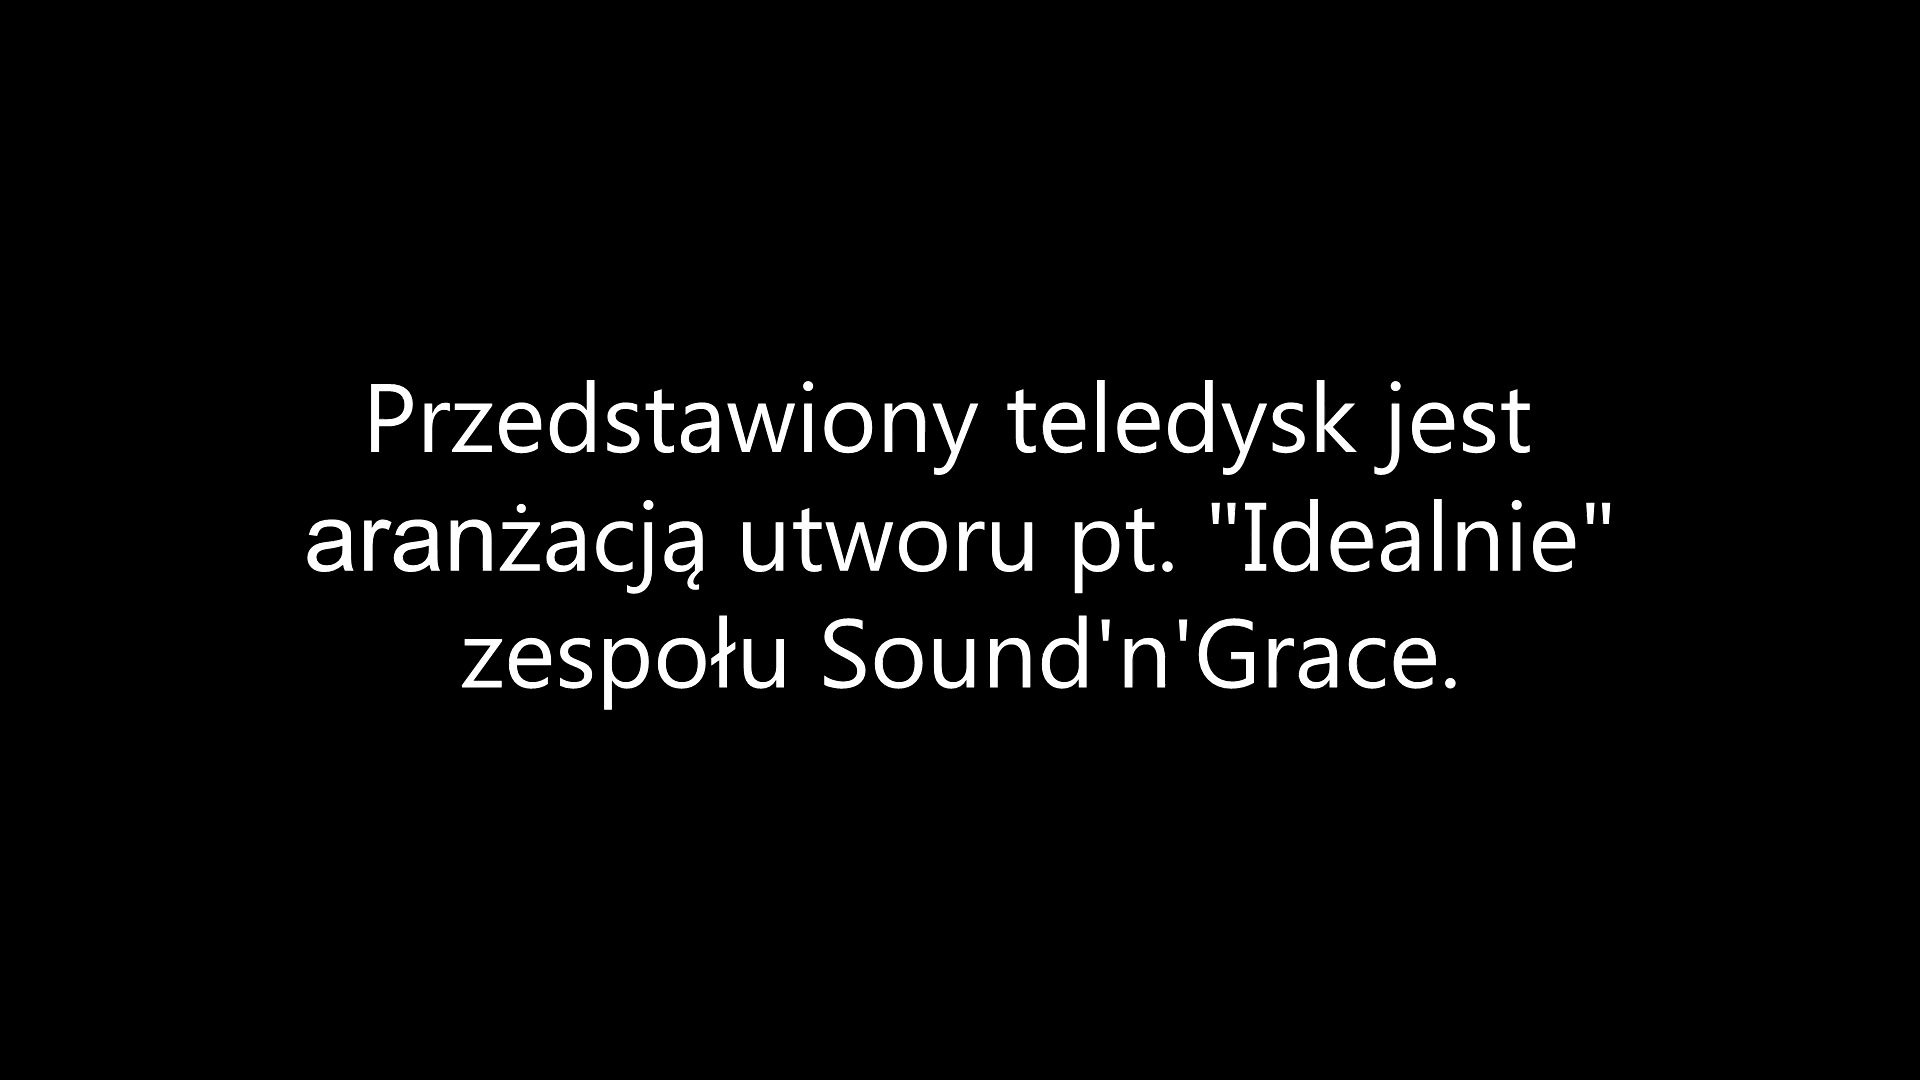 Przedstawiony teledysk jest
aranżacją utworu pt. "Idealnie"
zespołu Sound'n'Grace.